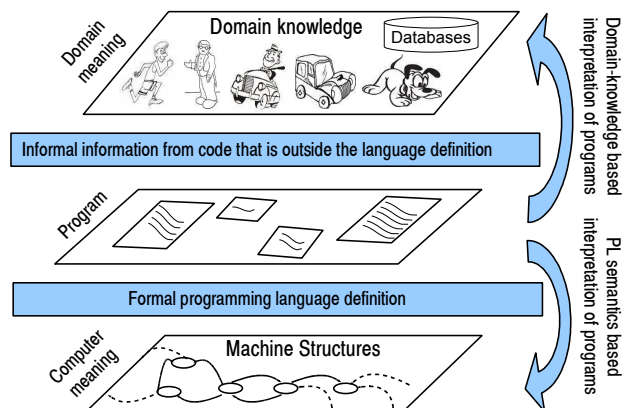 Domain meaning
Domain knowledge
Databases
Informal information from code that is outside the language definition
Program
Formal programming language definition
Computer meaning
Machine Structures
Domain-knowledge based
interpretation of programs
PL semantics based
interpretation of programs